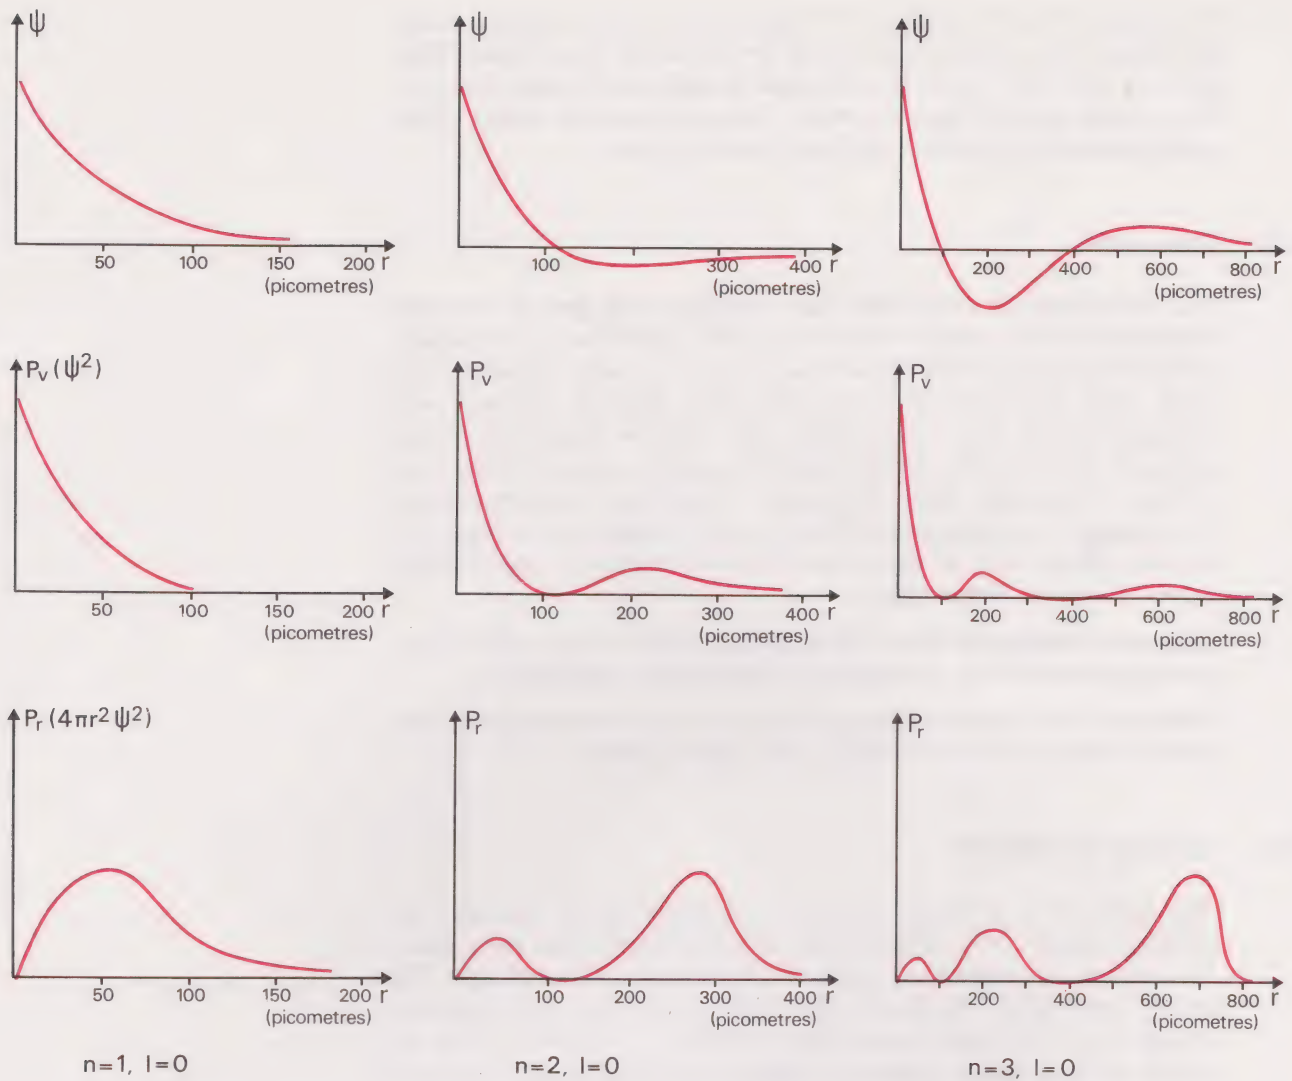 ψ
50 100 150 200 r
(picometres)
ψ
100 300 400 r
(picometres)
ψ
200 400 600 800 r
(picometres)
Pᵥ (ψ²)
50 100 150 200 r
(picometres)
Pᵥ
100 200 300 400 r
(picometres)
Pᵥ
200 400 600 800 r
(picometres)
Pᵣ (4πr²ψ²)
50 100 150 200 r
(picometres)
Pᵣ
100 200 300 400 r
(picometres)
Pᵣ
200 400 600 800 r
(picometres)
n=1, l=0
n=2, l=0
n=3, l=0